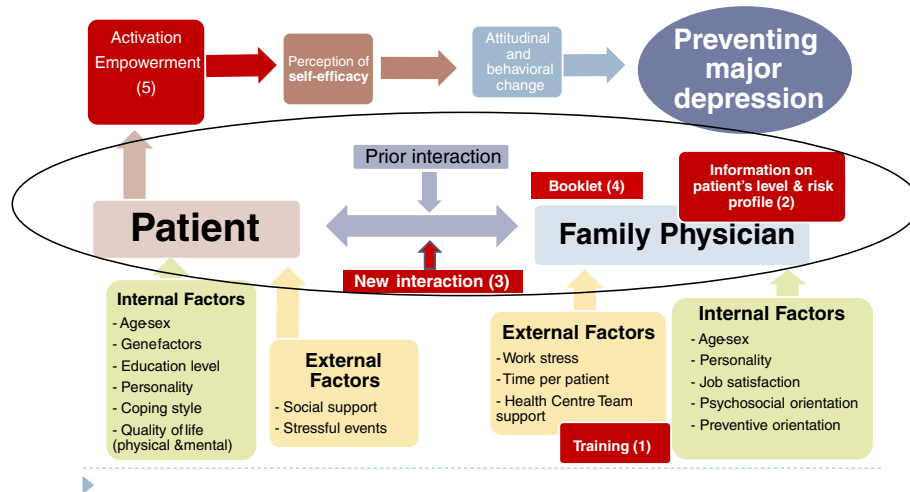 Activation
Empowerment
(5)
Perception of
self-efficacy
Attitudinal and
behavioral
change
Preventing
major
depression
Prior interaction
Booklet (4)
Information on
patient's level & risk
profile (2)
Patient
Family Physician
New interaction (3)
Internal Factors
- Age-sex
- Genefactors
- Education level
- Personality
- Coping style
- Quality of life
(physical &mental)
External
Factors
- Social support
- Stressful events
External Factors
- Work stress
- Time per patient
- Health Centre Team
support
Training (1)
Internal Factors
- Age-sex
- Personality
- Job satisfaction
- Psychosocial orientation
- Preventive orientation